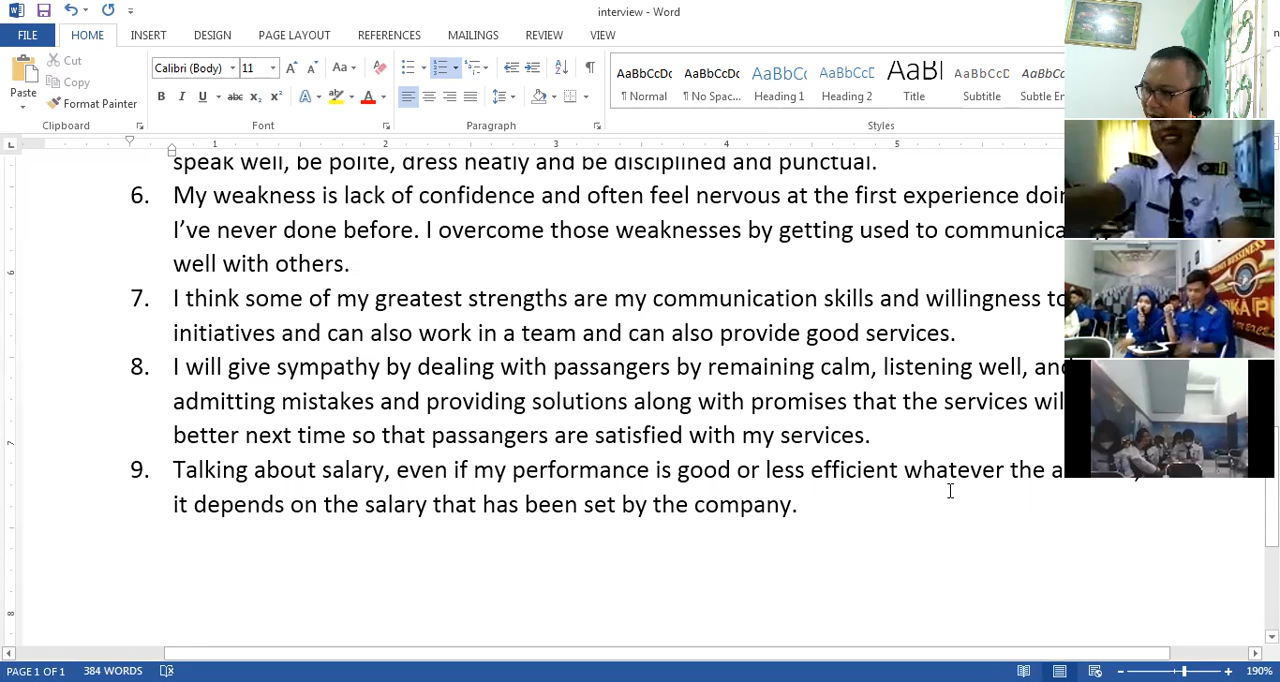 interview - Word
FILE HOME INSERT DESIGN PAGE LAYOUT REFERENCES MAILINGS REVIEW VIEW
Cut
Copy
Format Painter
Paste
Calibri (Body) 11
AaBbCcDc AaBbCcDc AaBbCc AaBbCcC AaBl AaBbCcD AaBbCc
¶ Normal ¶ No Spac... Heading 1 Heading 2 Title Subtitle Subtle En
Clipboard Font Paragraph Styles
1 2 3 4 5
speak well, be polite, dress neatly and be disciplined and punctual.
6. My weakness is lack of confidence and often feel nervous at the first experience doin
I've never done before. I overcome those weaknesses by getting used to communica
well with others.
7. I think some of my greatest strengths are my communication skills and willingness to
initiatives and can also work in a team and can also provide good services.
8. I will give sympathy by dealing with passangers by remaining calm, listening well, and
admitting mistakes and providing solutions along with promises that the services wil
better next time so that passangers are satisfied with my services.
9. Talking about salary, even if my performance is good or less efficient whatever the a
it depends on the salary that has been set by the company.
PAGE 1 OF 1 384 WORDS 190%